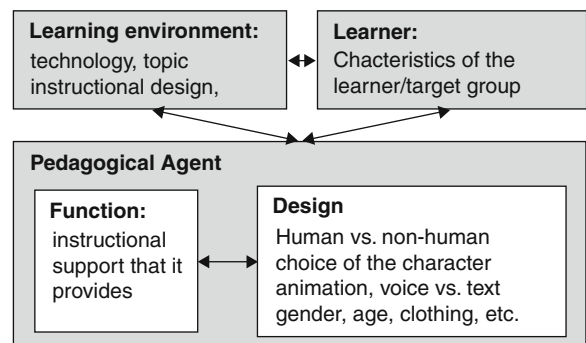 Learning environment:
technology, topic
instructional design,
Learner:
Chacteristics of the
learner/target group
Pedagogical Agent
Function:
instructional
support that it
provides
Design
Human vs. non-human
choice of the character
animation, voice vs. text
gender, age, clothing, etc.